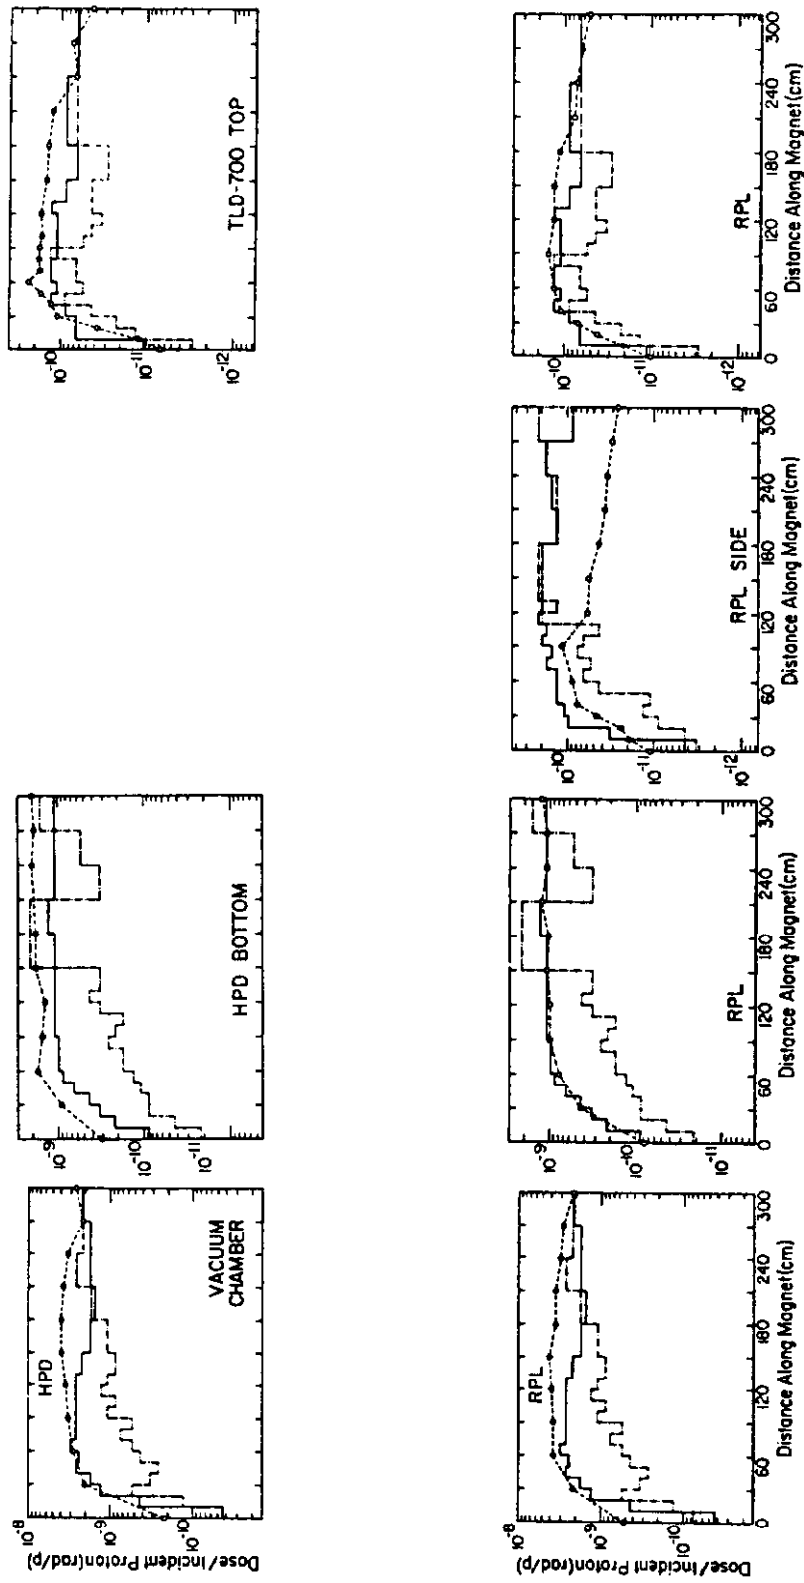 Dose/Incident Proton(rad/p)
10⁻⁸
10⁻⁹
10⁻¹⁰
HPD
VACUUM
CHAMBER
10⁻⁹
10⁻¹⁰
10⁻¹¹
HPD BOTTOM
10⁻¹⁰
10⁻¹¹
10⁻¹²
TLD-700 TOP
Dose/Incident Proton(rad/p)
10⁻⁸
10⁻⁹
10⁻¹⁰
RPL
0 60 120 180 240 300
Distance Along Magnet(cm)
10⁻⁹
10⁻¹⁰
10⁻¹¹
RPL
0 60 120 180 240 300
Distance Along Magnet(cm)
10⁻¹⁰
10⁻¹¹
10⁻¹²
RPL SIDE
0 60 120 180 240 300
Distance Along Magnet(cm)
10⁻¹⁰
10⁻¹¹
10⁻¹²
RPL
0 60 120 180 240 300
Distance Along Magnet(cm)